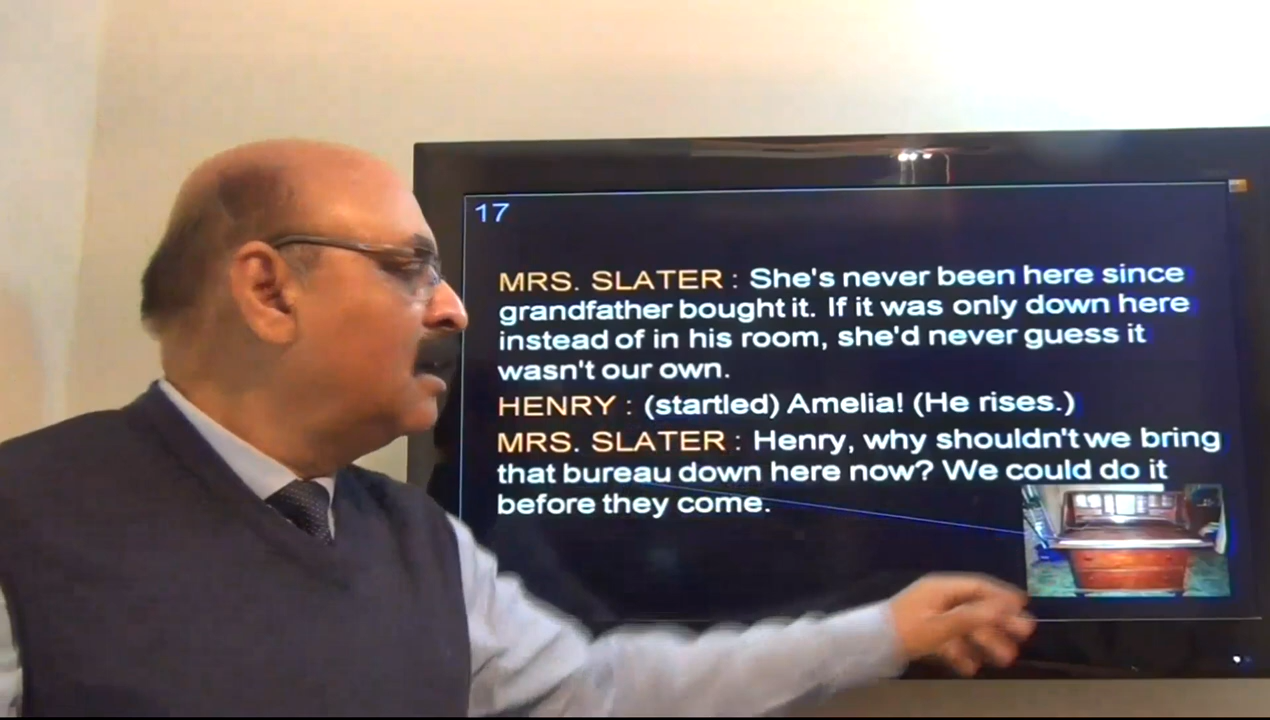 17
MRS. SLATER : She's never been here since
grandfather bought it. If it was only down here
instead of in his room, she'd never guess it
wasn't our own.
HENRY : (startled) Amelia! (He rises.)
MRS. SLATER : Henry, why shouldn't we bring
that bureau down here now? We could do it
before they come.